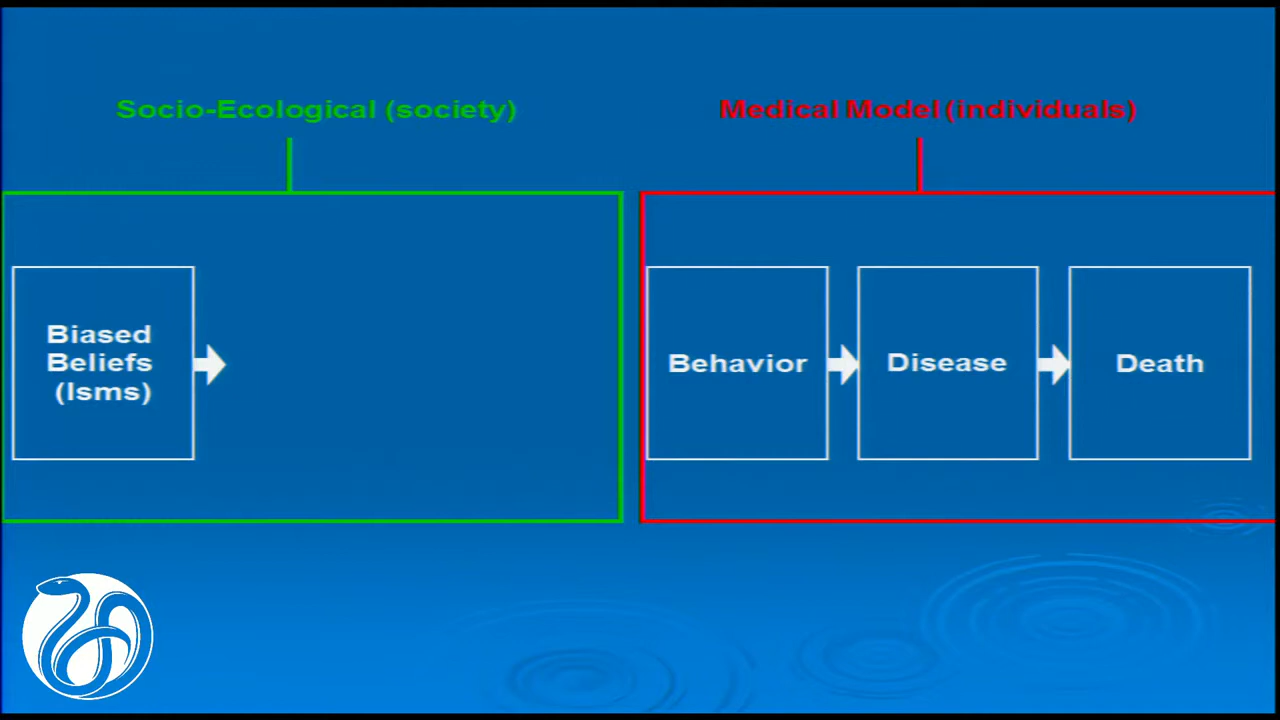 Socio-Ecological (society)
Medical Model (individuals)
Biased
Beliefs
(Isms)
Behavior
Disease
Death